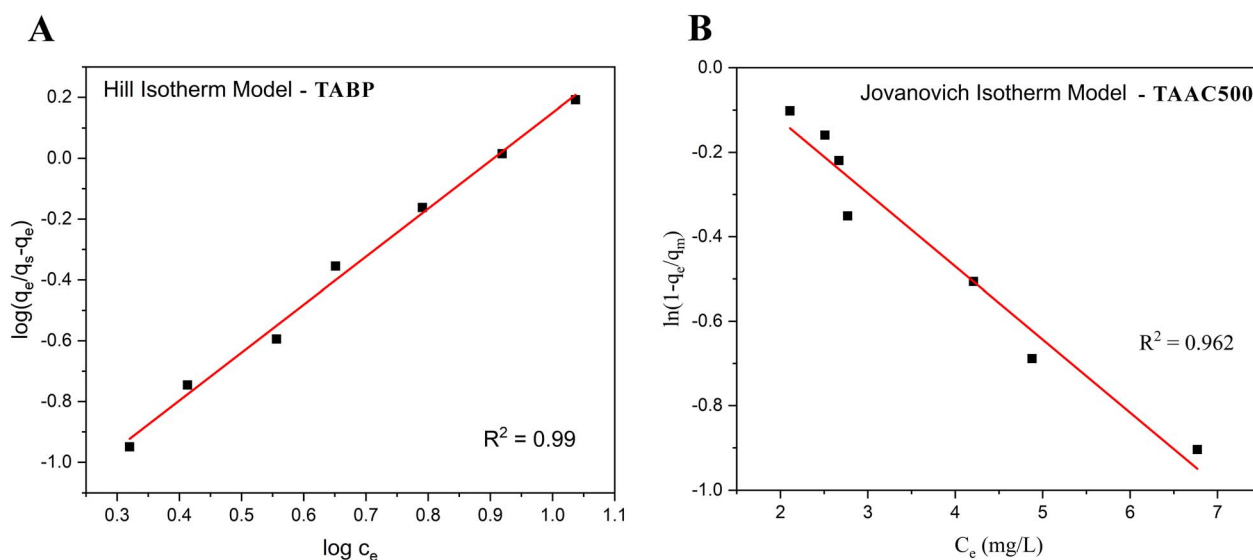 A
Hill Isotherm Model - TABP
0.2
0.0
-0.2
-0.4
-0.6
-0.8
-1.0
log(qe/qs-qe)
R2 = 0.99
0.3 0.4 0.5 0.6 0.7 0.8 0.9 1.0 1.1
log ce
B
Jovanovich Isotherm Model - TAAC500
0.0
-0.2
-0.4
-0.6
-0.8
-1.0
ln(1-qe/qm)
R2 = 0.962
2 3 4 5 6 7
Ce (mg/L)